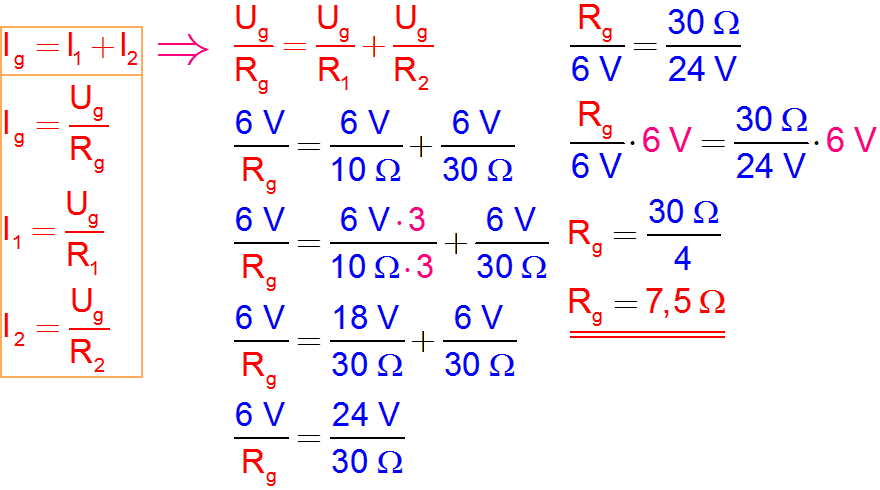 I_g = I_1 + I_2 ⇒
I_g = U_g / R_g
I_1 = U_g / R_1
I_2 = U_g / R_2
U_g / R_g = U_g / R_1 + U_g / R_2
6 V / R_g = 6 V / 10 Ω + 6 V / 30 Ω
6 V / R_g = 6 V · 3 / 10 Ω · 3 + 6 V / 30 Ω
6 V / R_g = 18 V / 30 Ω + 6 V / 30 Ω
6 V / R_g = 24 V / 30 Ω
R_g / 6 V = 30 Ω / 24 V
R_g / 6 V · 6 V = 30 Ω / 24 V · 6 V
R_g = 30 Ω / 4
R_g = 7,5 Ω